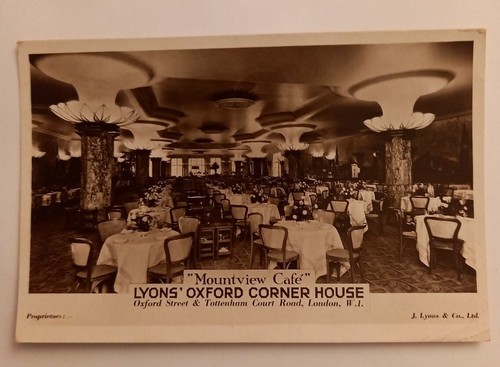 "Mountview Café"
LYONS' OXFORD CORNER HOUSE
Oxford Street & Tottenham Court Road, London, W.1.
Proprietors :—
J. Lyons & Co., Ltd.